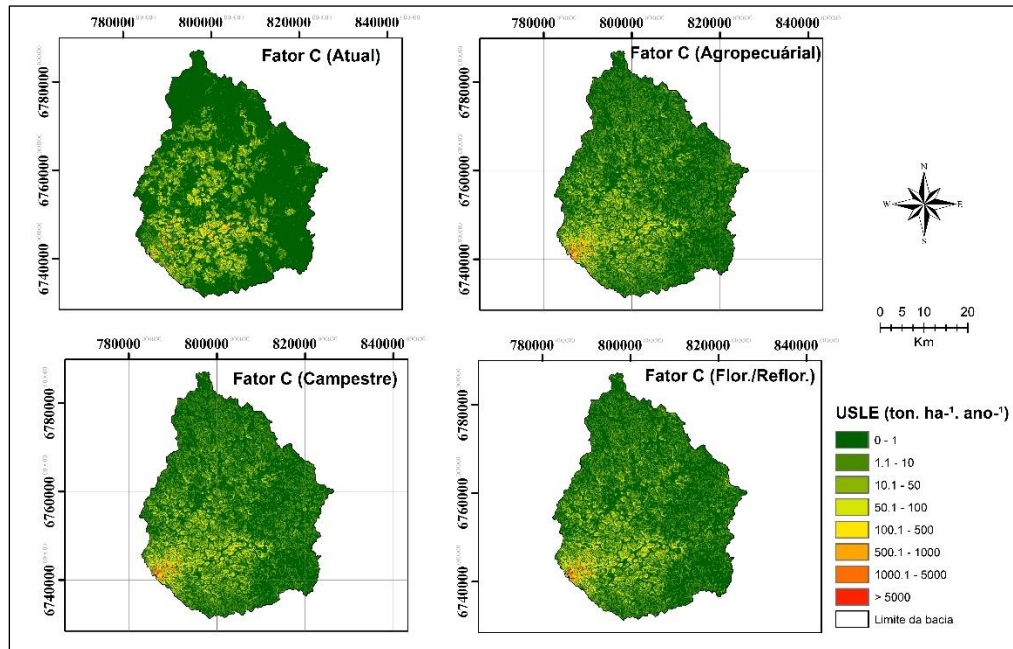 780000 800000 820000 840000
Fator C (Atual)
6780000
6760000
6740000
780000 800000 820000 840000
Fator C (Agropecuárial)
6780000
6760000
6740000
N
W E
S
0 5 10 20
Km
780000 800000 820000 840000
Fator C (Campestre)
6780000
6760000
6740000
780000 800000 820000 840000
Fator C (Flor./Reflor.)
6780000
6760000
6740000
USLE (ton. ha-¹. ano-¹)
0 - 1
1.1 - 10
10.1 - 50
50.1 - 100
100.1 - 500
500.1 - 1000
1000.1 - 5000
> 5000
Limite da bacia